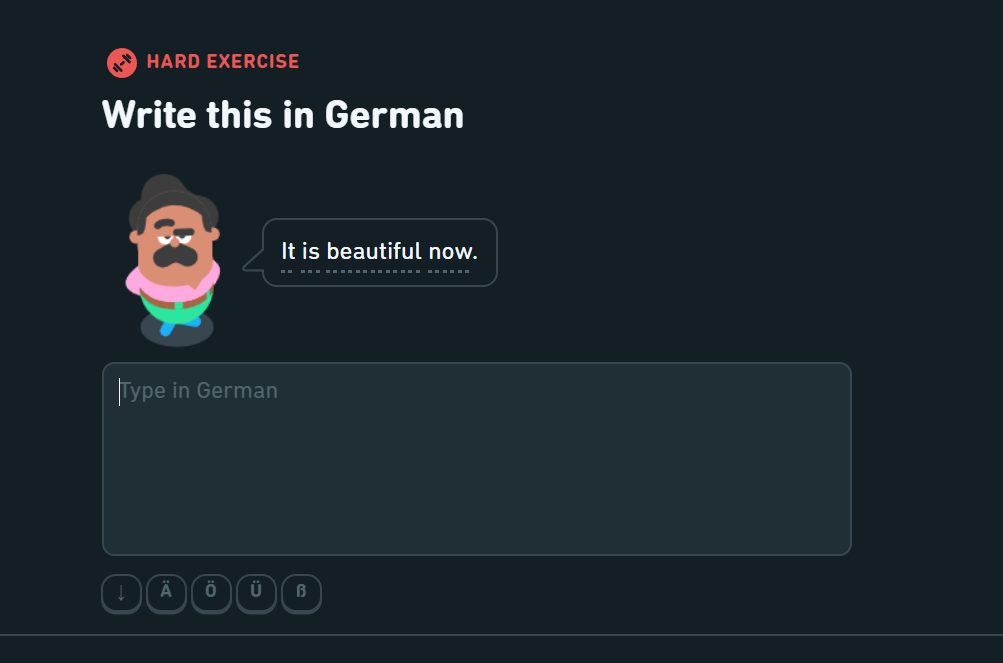 HARD EXERCISE
Write this in German
It is beautiful now.
Type in German
↓ Ä Ö Ü ß